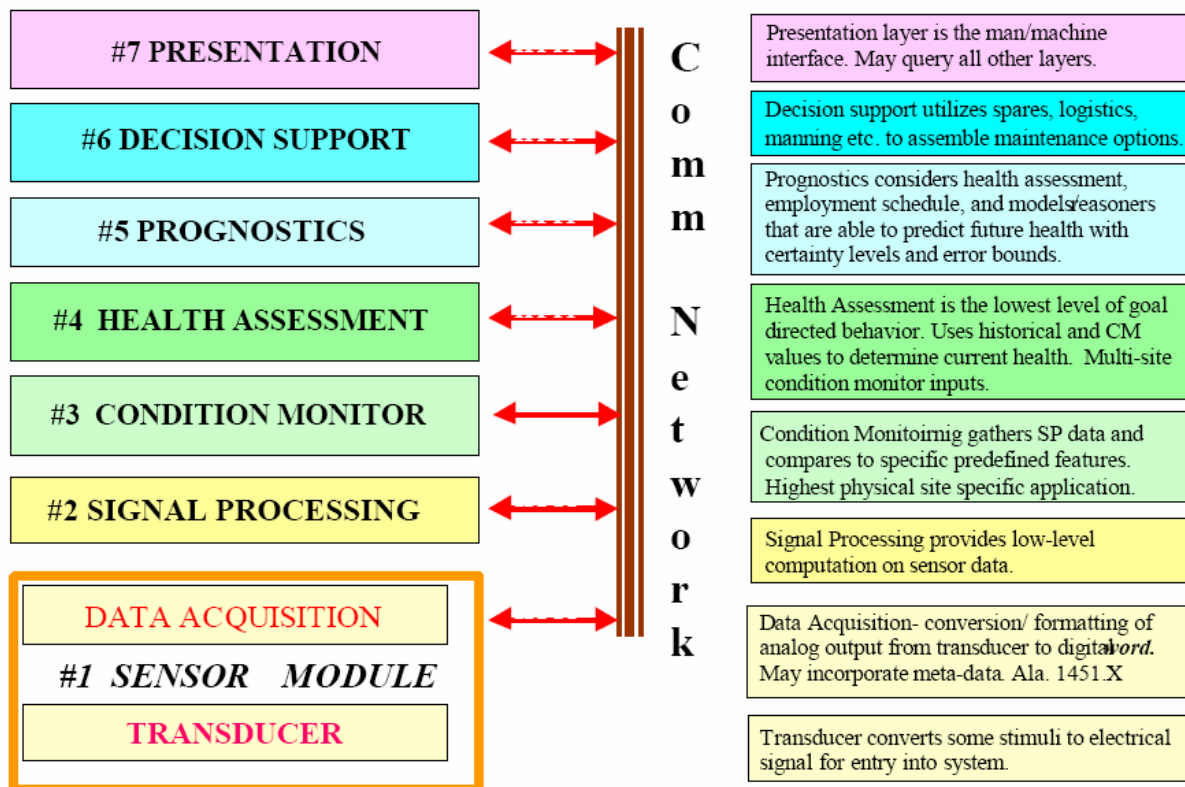 #7 PRESENTATION
#6 DECISION SUPPORT
#5 PROGNOSTICS
#4 HEALTH ASSESSMENT
#3 CONDITION MONITOR
#2 SIGNAL PROCESSING
DATA ACQUISITION
#1 SENSOR MODULE
TRANSDUCER
Comm Network
Presentation layer is the man/machine
interface. May query all other layers.
Decision support utilizes spares, logistics,
manning etc. to assemble maintenance options.
Prognostics considers health assessment,
employment schedule, and models/easoners
that are able to predict future health with
certainty levels and error bounds.
Health Assessment is the lowest level of goal
directed behavior. Uses historical and CM
values to determine current health. Multi-site
condition monitor inputs.
Condition Monitoirnig gathers SP data and
compares to specific predefined features.
Highest physical site specific application.
Signal Processing provides low-level
computation on sensor data.
Data Acquisition- conversion/ formatting of
analog output from transducer to digital word.
May incorporate meta-data. Ala. 1451.X
Transducer converts some stimuli to electrical
signal for entry into system.